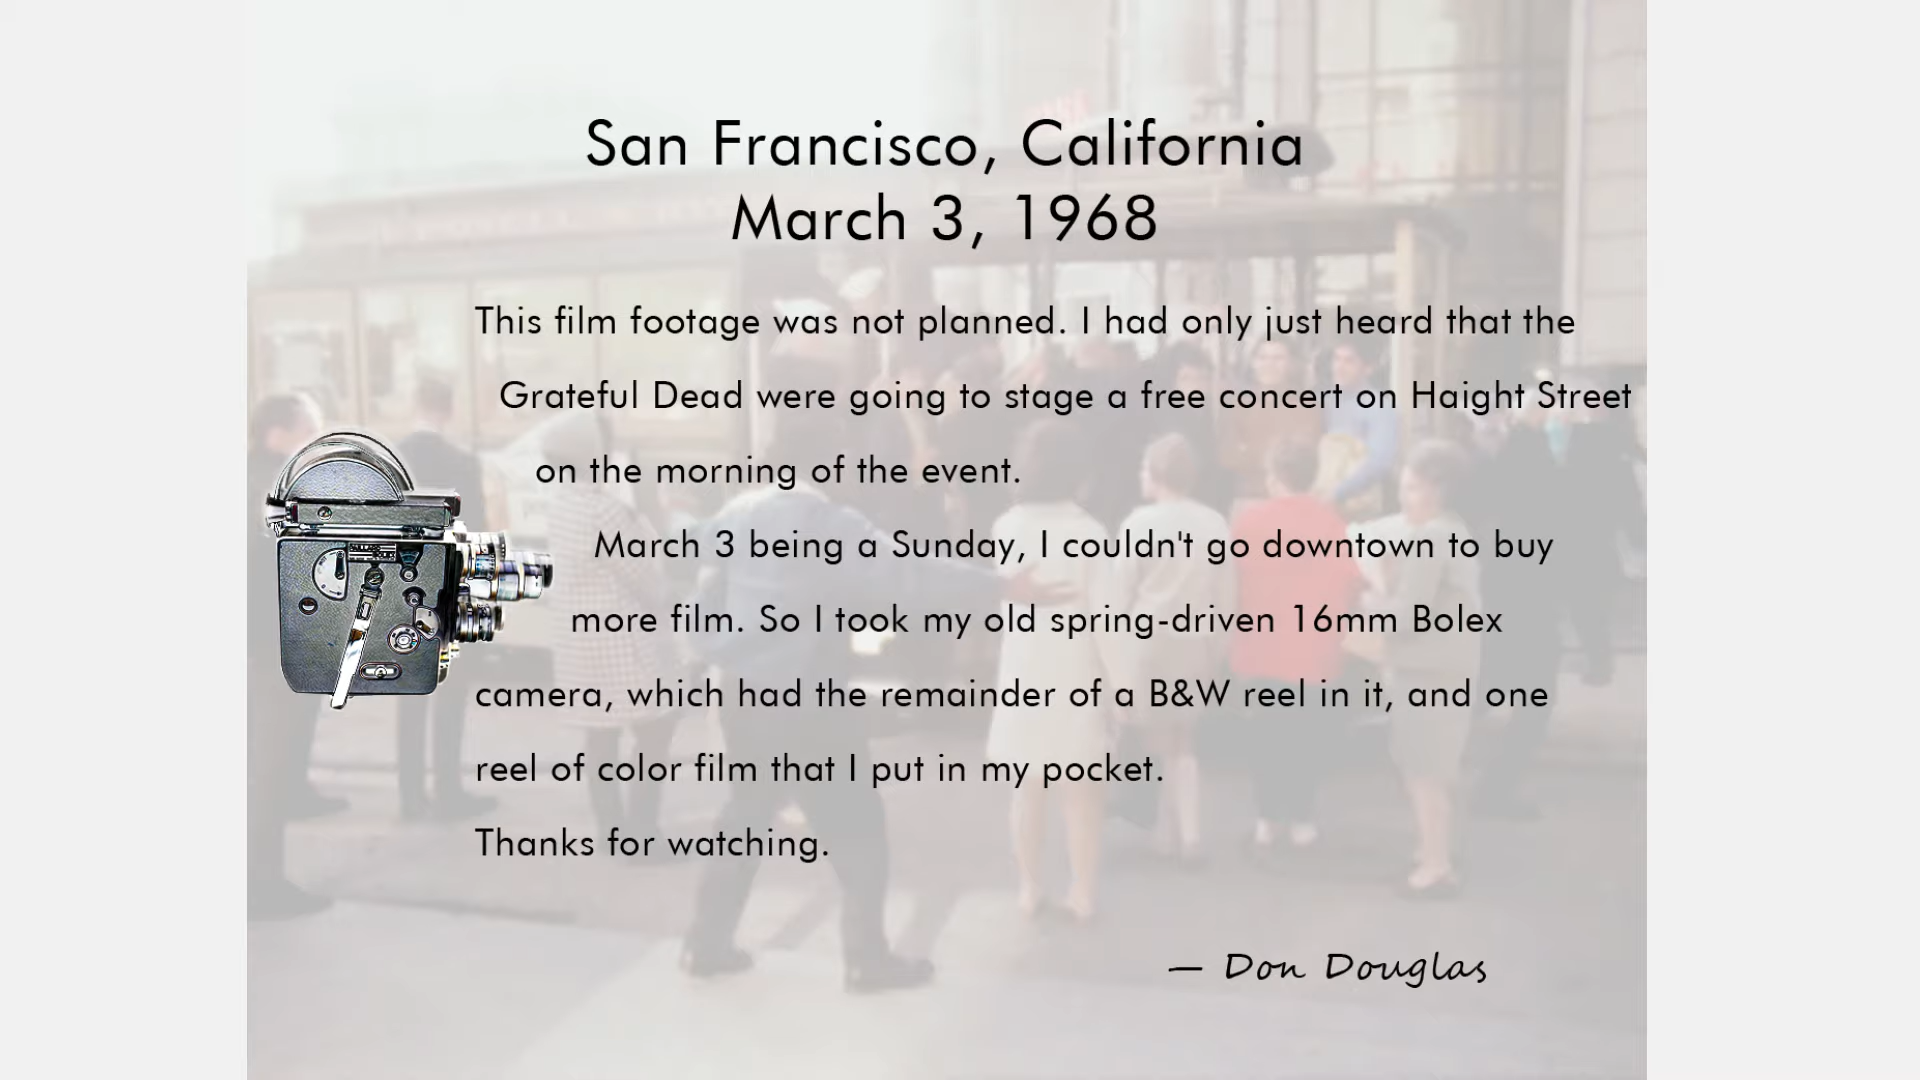 San Francisco, California
March 3, 1968
This film footage was not planned. I had only just heard that the
Grateful Dead were going to stage a free concert on Haight Street
on the morning of the event.
March 3 being a Sunday, I couldn't go downtown to buy
more film. So I took my old spring-driven 16mm Bolex
camera, which had the remainder of a B&W reel in it, and one
reel of color film that I put in my pocket.
Thanks for watching.
— Don Douglas